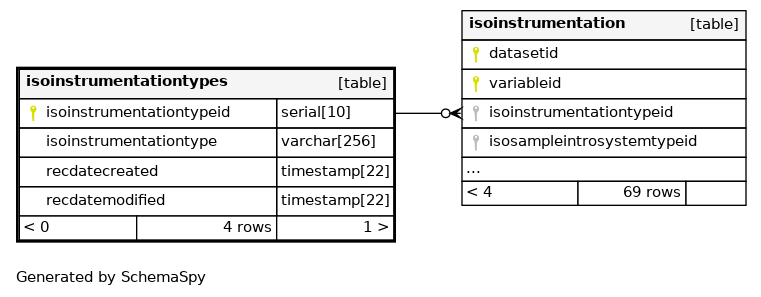 isoinstrumentationtypes [table]
isoinstrumentationtypeid serial[10]
isoinstrumentationtype varchar[256]
recdatecreated timestamp[22]
recdatemodified timestamp[22]
< 0 4 rows 1 >
isoinstrumentation [table]
datasetid
variableid
isoinstrumentationtypeid
isosampleintrosystemtypeid
...
< 4 69 rows
Generated by SchemaSpy